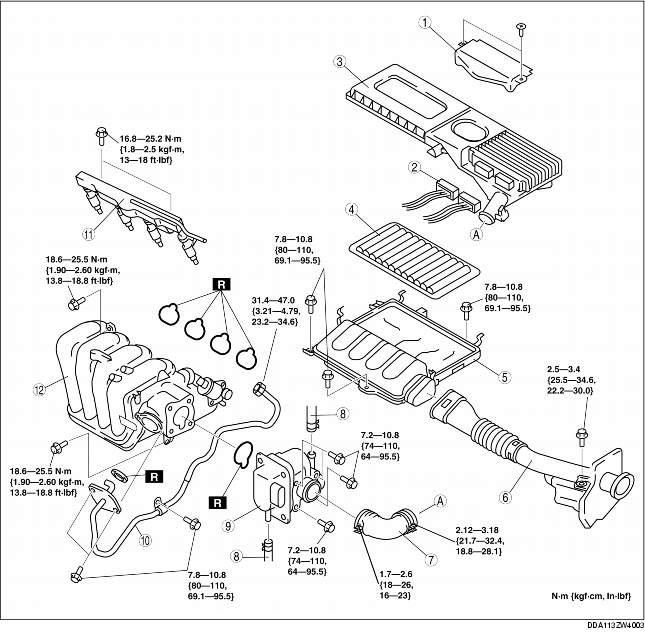 1
3
16.8—25.2 N·m
{1.8—2.5 kgf·m,
13—18 ft·lbf}
2
11
4
A
7.8—10.8
{80—110,
69.1—95.5}
18.6—25.5 N·m
{1.90—2.60 kgf·m,
13.8—18.8 ft·lbf}
R
31.4—47.0
{3.21—4.79,
23.2—34.6}
7.8—10.8
{80—110,
69.1—95.5}
5
2.5—3.4
{25.5—34.6,
22.2—30.0}
12
8
7.2—10.8
{74—110,
64—95.5}
18.6—25.5 N·m
{1.90—2.60 kgf·m,
13.8—18.8 ft·lbf}
R
R
6
A
9
10
8
7.2—10.8
{74—110,
64—95.5}
2.12—3.18
{21.7—32.4,
18.8—28.1}
7
7.8—10.8
{80—110,
69.1—95.5}
1.7—2.6
{18—26,
16—23}
N·m {kgf·cm, In·lbf}
DDA113ZW4003